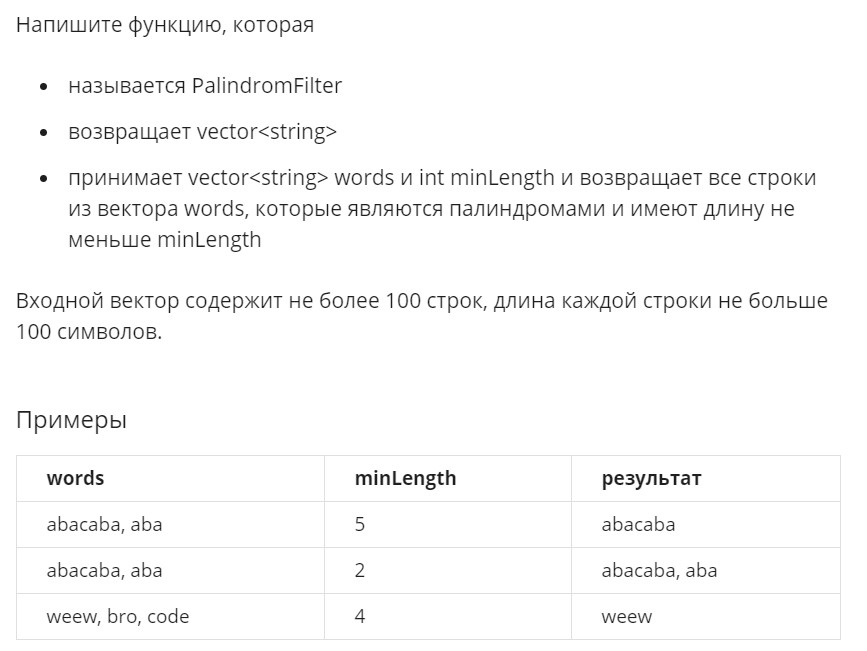 Напишите функцию, которая
• называется PalindromFilter
• возвращает vector<string>
• принимает vector<string> words и int minLength и возвращает все строки
из вектора words, которые являются палиндромами и имеют длину не
меньше minLength
Входной вектор содержит не более 100 строк, длина каждой строки не больше
100 символов.
Примеры
words minLength результат
abacaba, aba 5 abacaba
abacaba, aba 2 abacaba, aba
weew, bro, code 4 weew